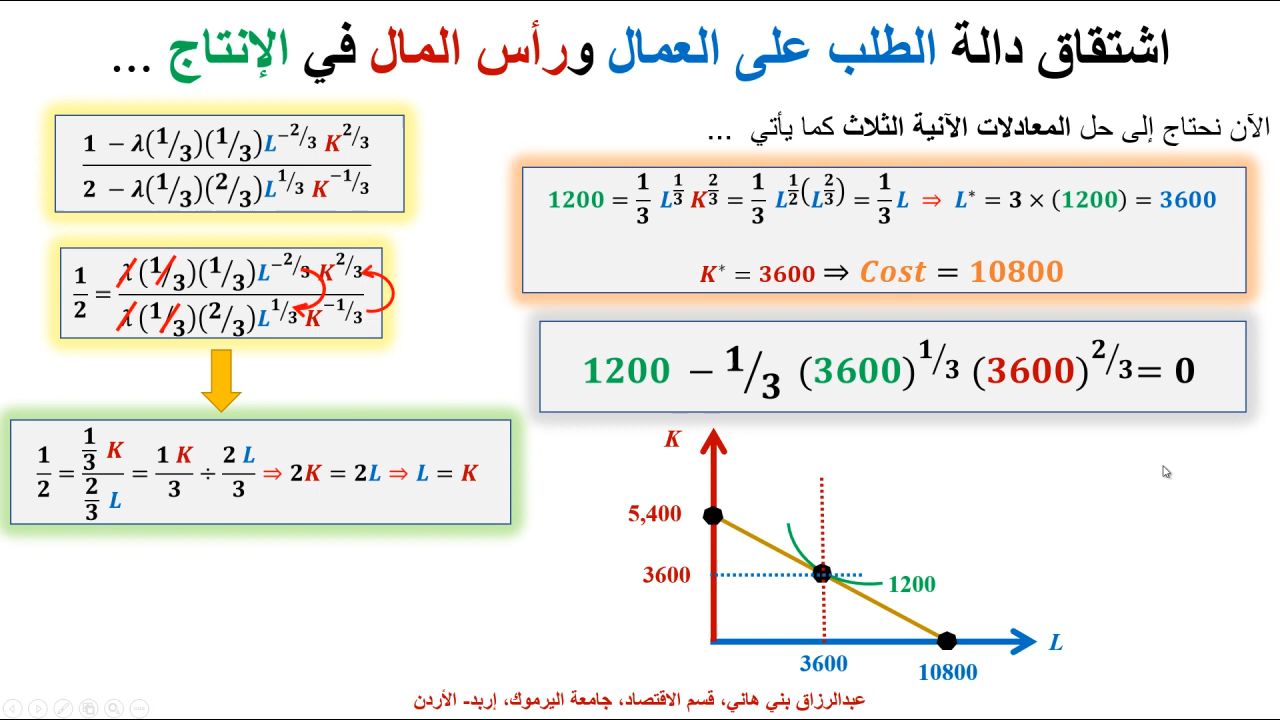 اشتقاق دالة الطلب على العمال ورأس المال في الإنتاج ...
الآن نحتاج إلى حل المعادلات الآنية الثلاث كما يأتي ...
1 − λ(1/3)(1/3)L^{−2/3} K^{2/3}
2 − λ(1/3)(2/3)L^{1/3} K^{−1/3}
1/2 = λ(1/3)(1/3)L^{−2/3} K^{2/3} / λ(1/3)(2/3)L^{1/3} K^{−1/3}
1/2 = (1/3 K)/(2/3 L) = 1K/3 ÷ 2L/3 ⇒ 2K = 2L ⇒ L = K
1200 = 1/3 L^{1/3} K^{2/3} = 1/3 L^{1/2}(L^{2/3}) = 1/3 L ⇒ L* = 3 × (1200) = 3600
K* = 3600 ⇒ Cost = 10800
1200 − 1/3 (3600)^{1/3} (3600)^{2/3} = 0
K
5,400
3600
1200
L
3600
10800
عبدالرزاق بني هاني، قسم الاقتصاد، جامعة اليرموك، إربد- الأردن